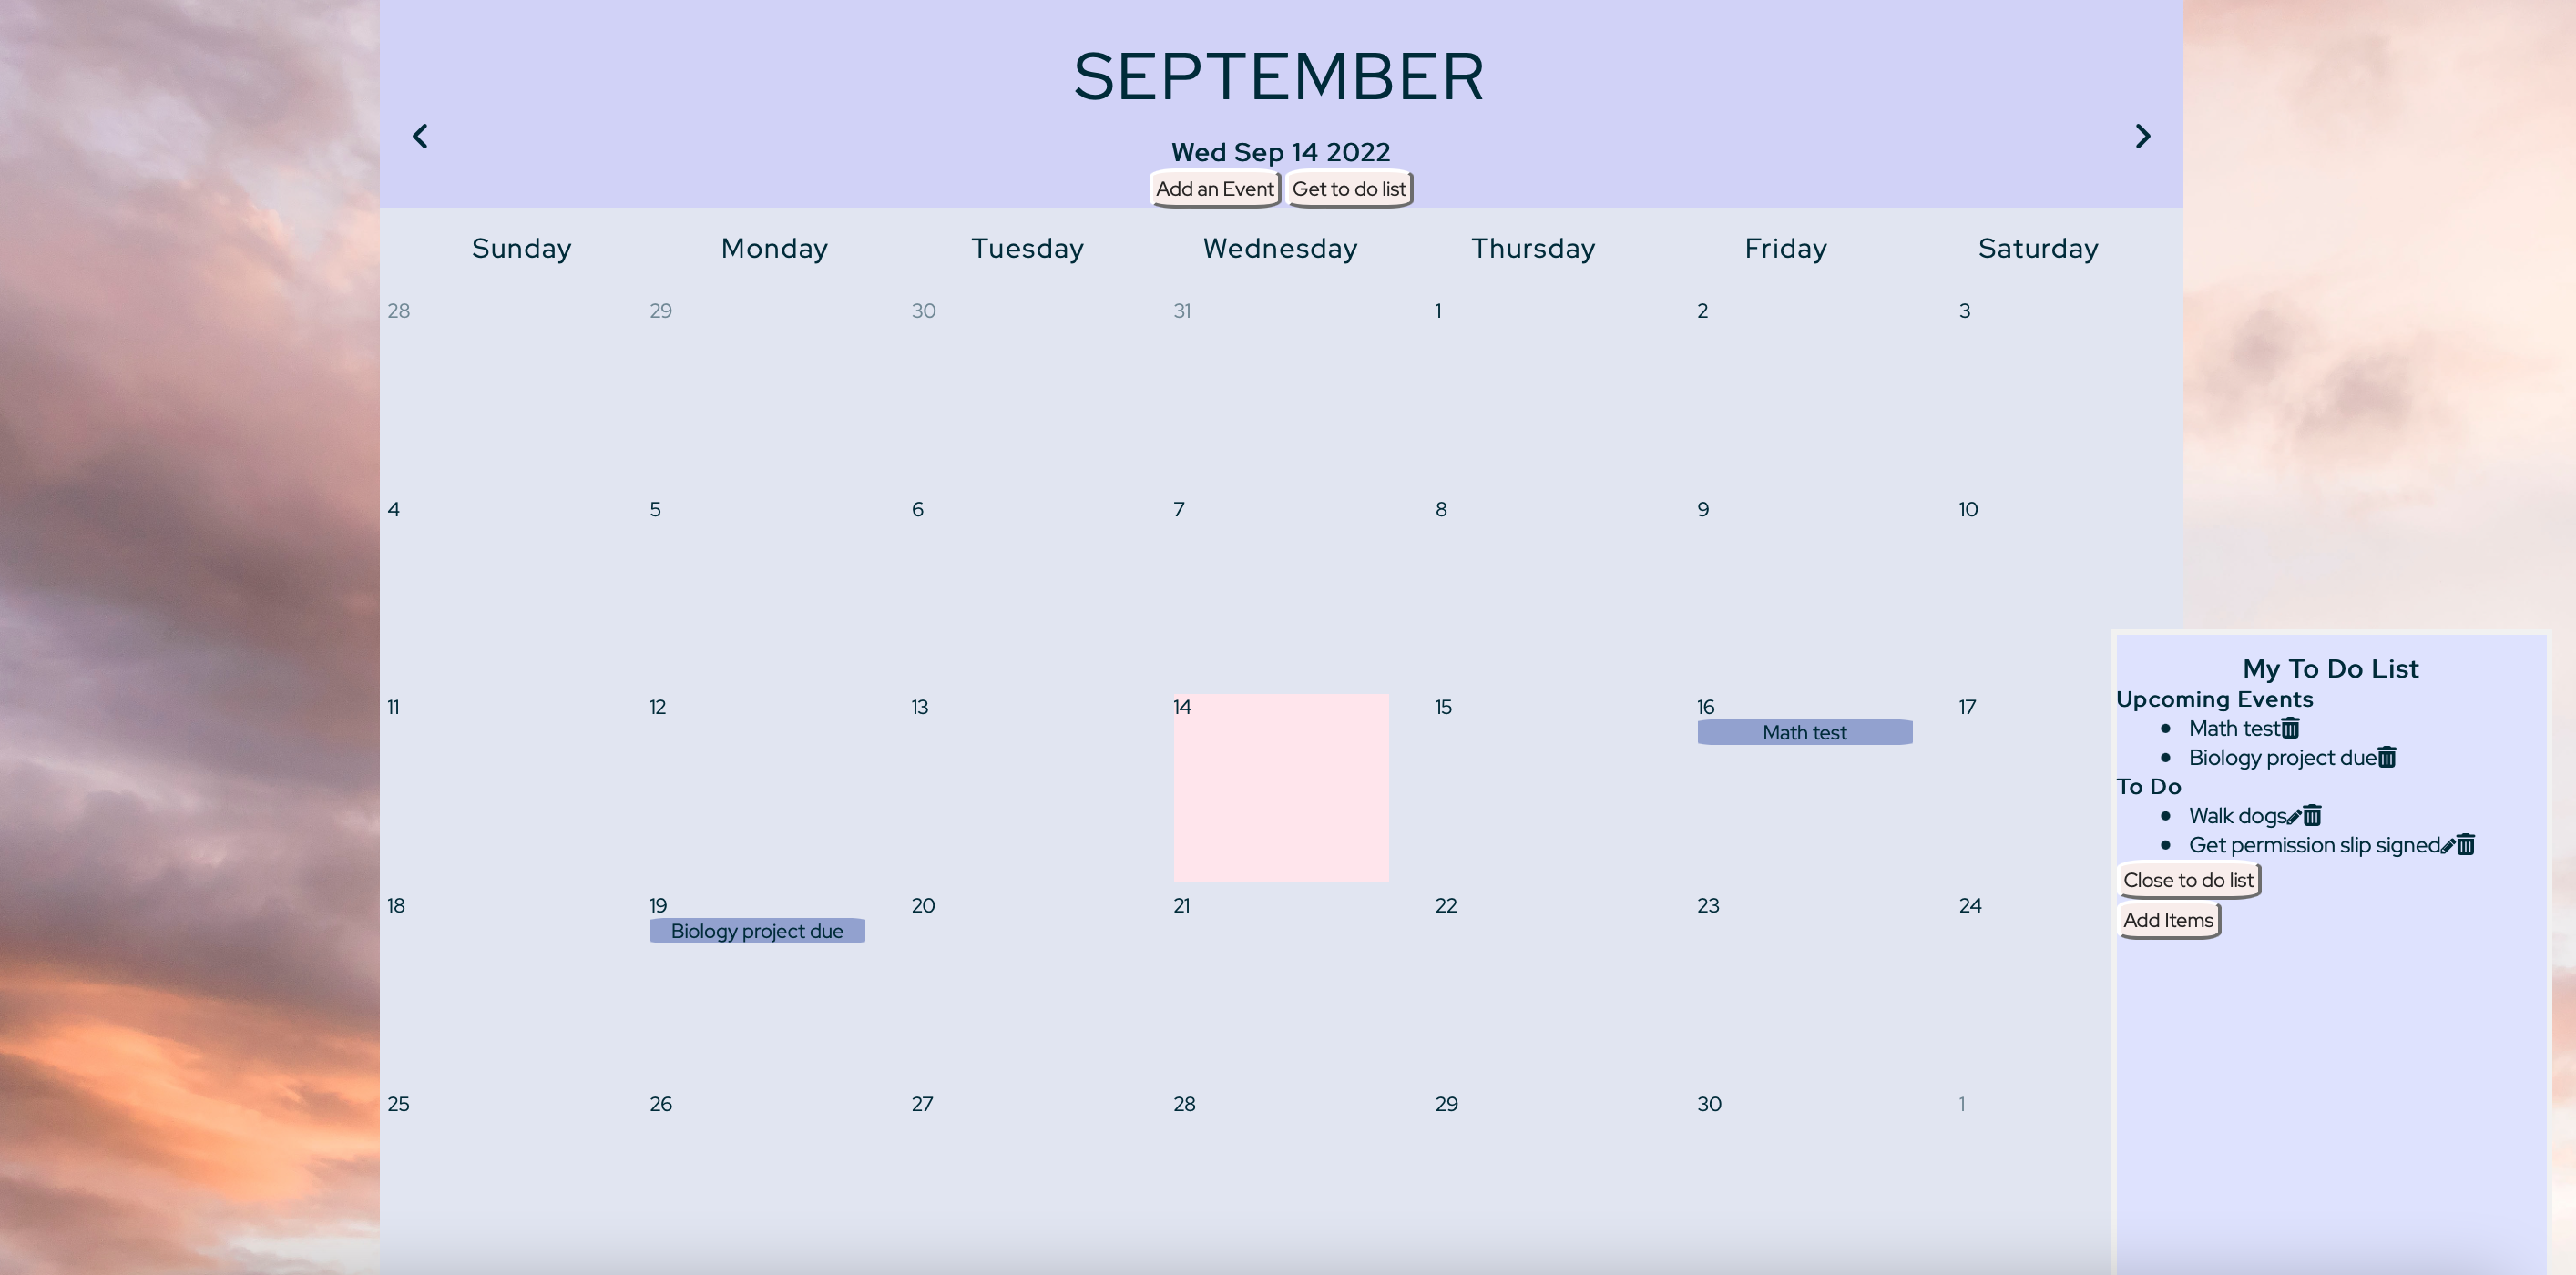 SEPTEMBER
Wed Sep 14 2022
Add an Event Get to do list
Sunday Monday Tuesday Wednesday Thursday Friday Saturday
28 29 30 31 1 2 3
4 5 6 7 8 9 10
11 12 13 14 15 16 17
Math test
18 19 20 21 22 23 24
Biology project due
25 26 27 28 29 30 1
My To Do List
Upcoming Events
Math test
Biology project due
To Do
Walk dogs
Get permission slip signed
Close to do list
Add Items